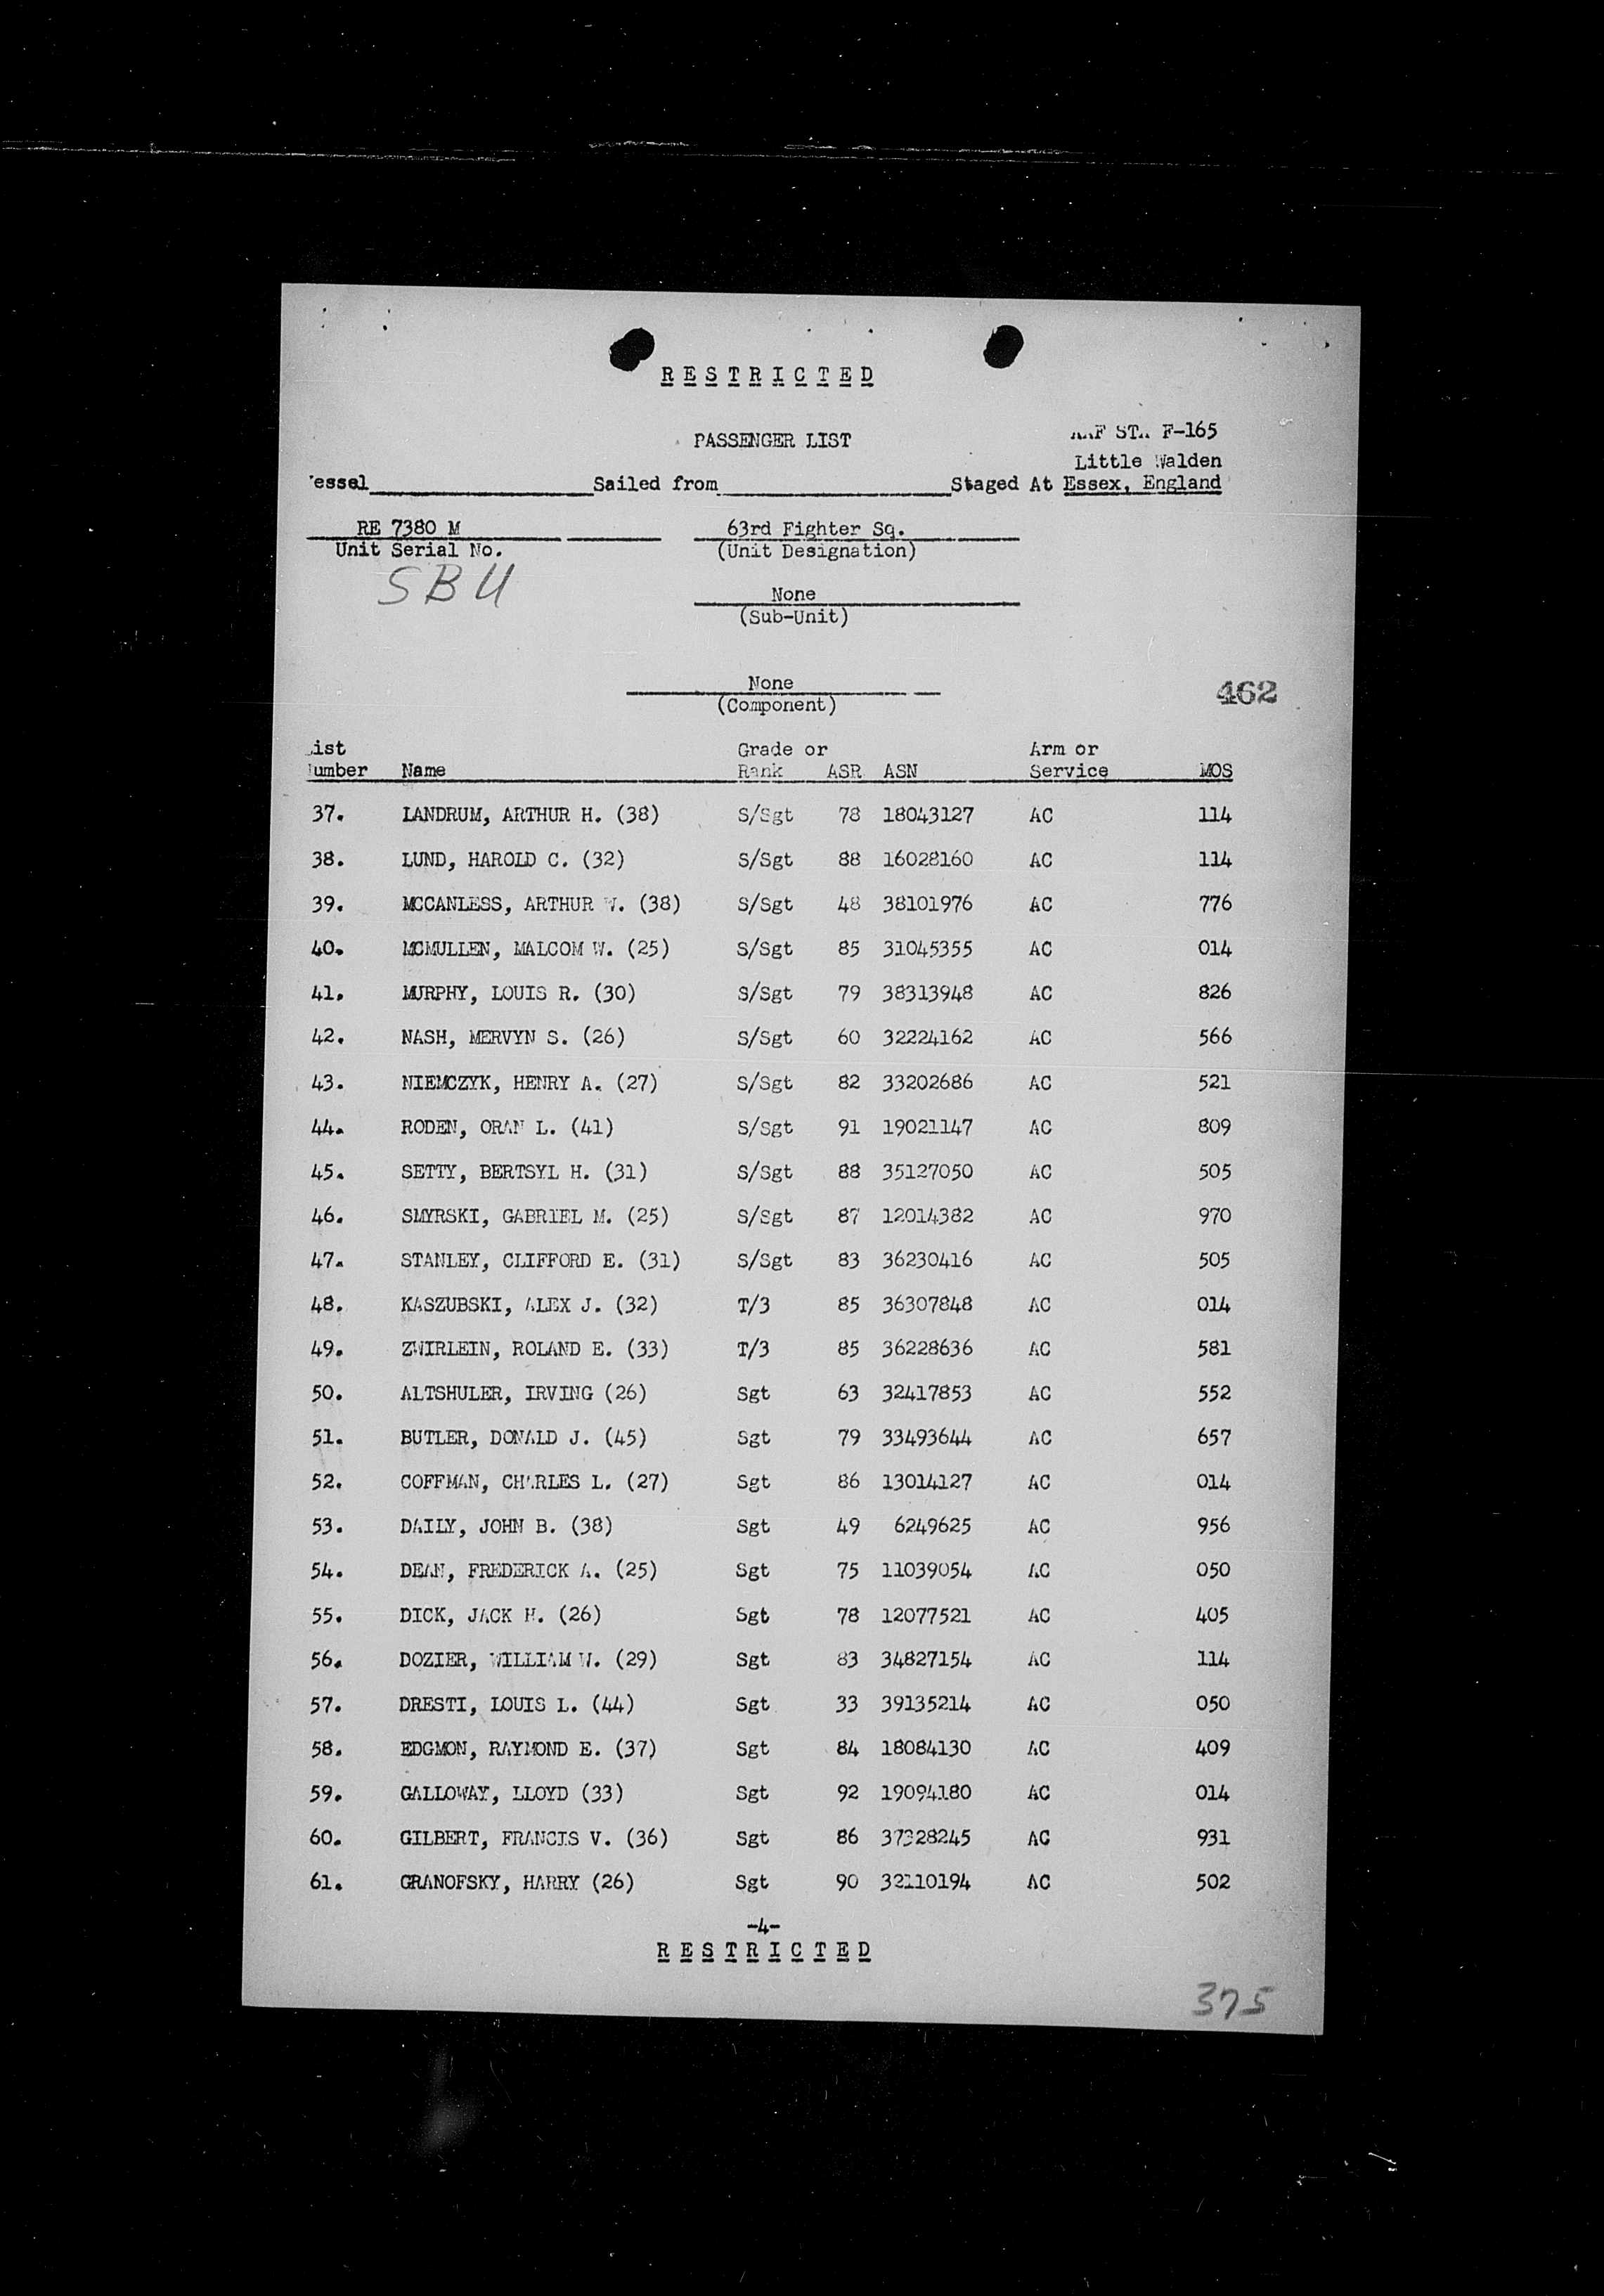 RESTRICTED
PASSENGER LIST
AAF STA F-165
Little Walden
Vessel Sailed from Staged At Essex, England
RE 7380 M 63rd Fighter Sq.
Unit Serial No. (Unit Designation)
SBU
None
(Sub-Unit)
None
462
(Component)
List Grade or Arm or
Number Name Rank ASR ASN Service MOS
37. LANDRUM, ARTHUR H. (38) S/Sgt 78 18043127 AC 114
38. LUND, HAROLD C. (32) S/Sgt 88 16028160 AC 114
39. MCCANLESS, ARTHUR W. (38) S/Sgt 48 38101976 AC 776
40. MCMULLEN, MALCOM W. (25) S/Sgt 85 31045355 AC 014
41. MURPHY, LOUIS R. (30) S/Sgt 79 38313948 AC 826
42. NASH, MERVYN S. (26) S/Sgt 60 32224162 AC 566
43. NIEMCZYK, HENRY A. (27) S/Sgt 82 33202686 AC 521
44. RODEN, ORAN L. (41) S/Sgt 91 19021147 AC 809
45. SETTY, BERTSYL H. (31) S/Sgt 88 35127050 AC 505
46. SMYRSKI, GABRIEL M. (25) S/Sgt 87 12014382 AC 970
47. STANLEY, CLIFFORD E. (31) S/Sgt 83 36230416 AC 505
48. KASZUBSKI, ALEX J. (32) T/3 85 36307848 AC 014
49. ZWIRLEIN, ROLAND E. (33) T/3 85 36228636 AC 581
50. ALTSHULER, IRVING (26) Sgt 63 32417853 AC 552
51. BUTLER, DONALD J. (45) Sgt 79 33493644 AC 657
52. COFFMAN, CHARLES L. (27) Sgt 86 13014127 AC 014
53. DAILY, JOHN B. (38) Sgt 49 6249625 AC 956
54. DEAN, FREDERICK A. (25) Sgt 75 11039054 AC 050
55. DICK, JACK H. (26) Sgt 78 12077521 AC 405
56. DOZIER, WILLIAM W. (29) Sgt 83 34827154 AC 114
57. DRESTI, LOUIS L. (44) Sgt 33 39135214 AC 050
58. EDGMON, RAYMOND E. (37) Sgt 84 18084130 AC 409
59. GALLOWAY, LLOYD (33) Sgt 92 19094180 AC 014
60. GILBERT, FRANCIS V. (36) Sgt 86 37328245 AC 931
61. GRANOFSKY, HARRY (26) Sgt 90 32110194 AC 502
-4-
RESTRICTED
375